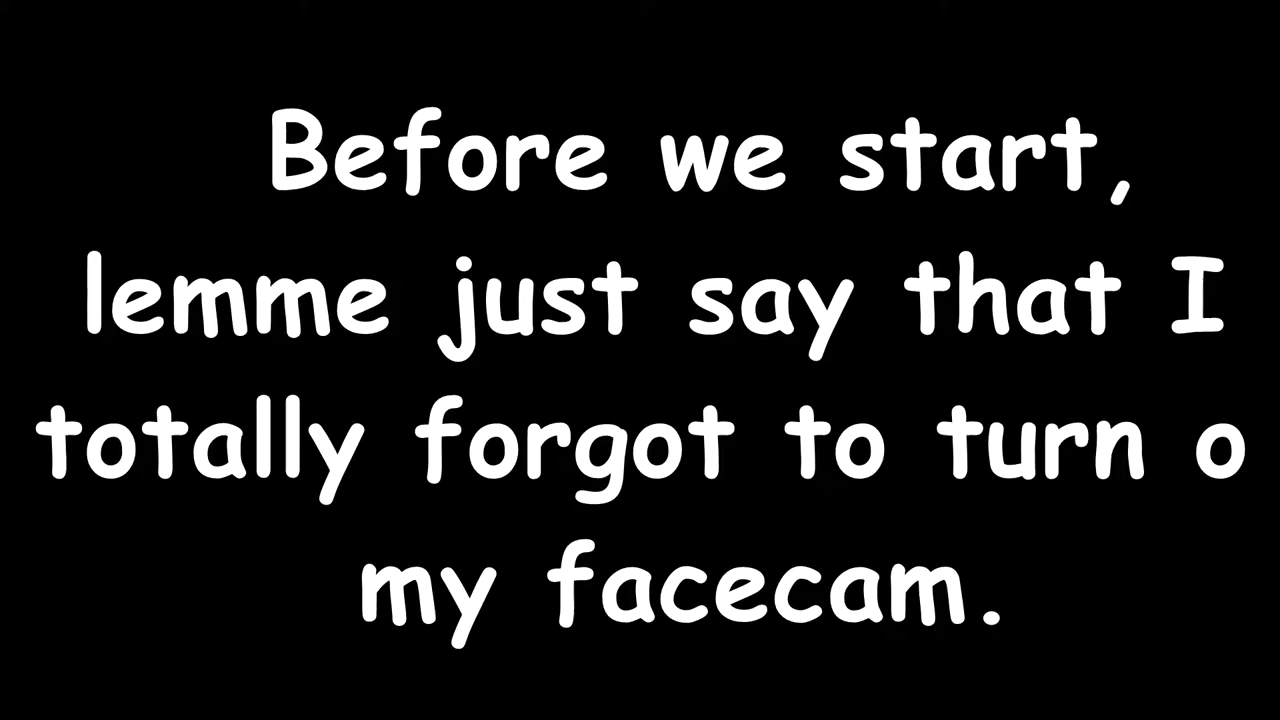 Before we start,
lemme just say that I
totally forgot to turn o
my facecam.